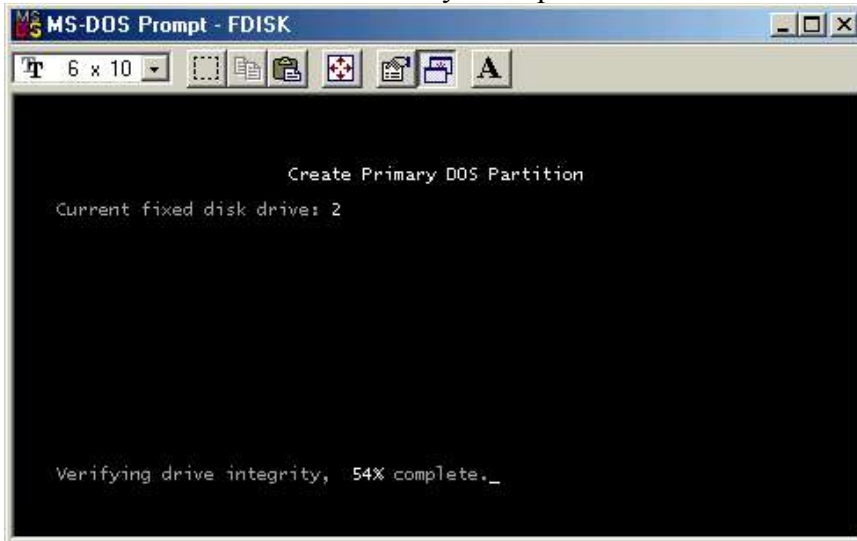 MS-DOS Prompt - FDISK
6 x 10
A
Create Primary DOS Partition
Current fixed disk drive: 2
Verifying drive integrity, 54% complete._